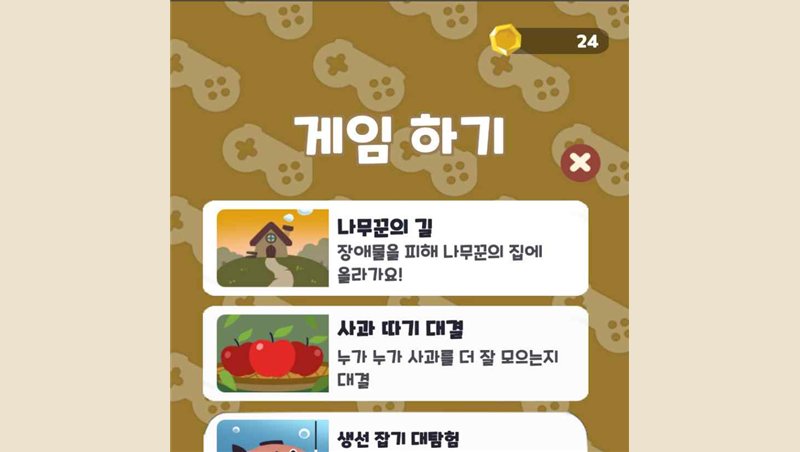 24
게임 하기
나무꾼의 길
장애물을 피해 나무꾼의 집에
올라가요!
사과 따기 대결
누가 누가 사과를 더 잘 모으는지
대결
생선 잡기 대탐험